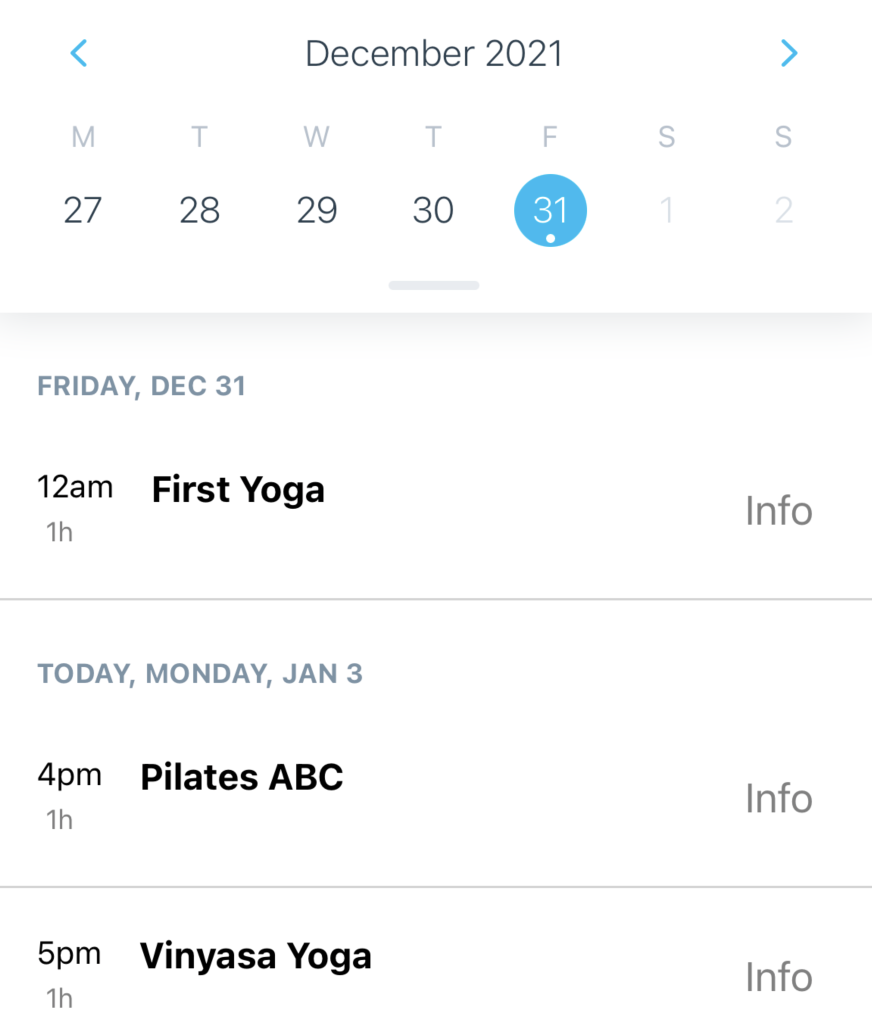 December 2021
M T W T F S S
27 28 29 30 31 1 2
FRIDAY, DEC 31
12am First Yoga
1h Info
TODAY, MONDAY, JAN 3
4pm Pilates ABC
1h Info
5pm Vinyasa Yoga
1h Info